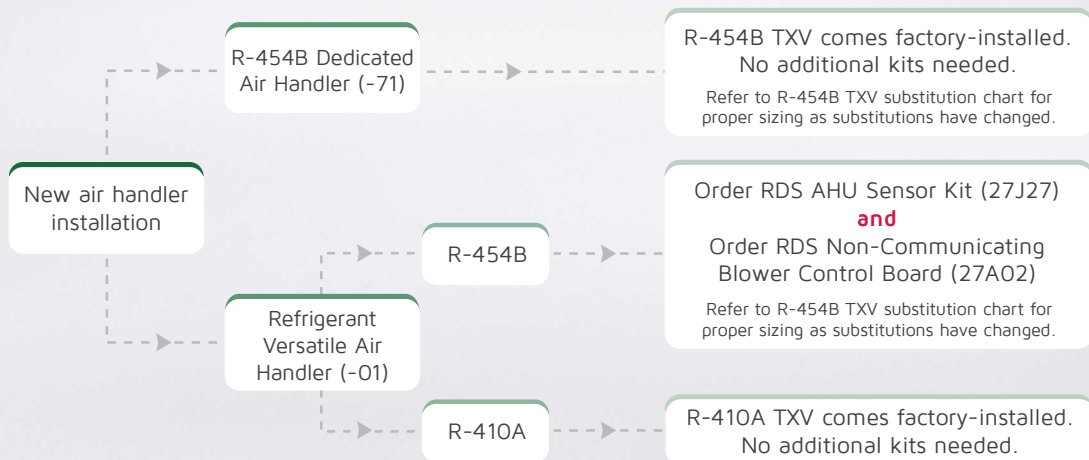 New air handler
installation
R-454B Dedicated
Air Handler (-71)
R-454B TXV comes factory-installed.
No additional kits needed.
Refer to R-454B TXV substitution chart for
proper sizing as substitutions have changed.
Refrigerant
Versatile Air
Handler (-01)
R-454B
Order RDS AHU Sensor Kit (27J27)
and
Order RDS Non-Communicating
Blower Control Board (27A02)
Refer to R-454B TXV substitution chart for
proper sizing as substitutions have changed.
R-410A
R-410A TXV comes factory-installed.
No additional kits needed.